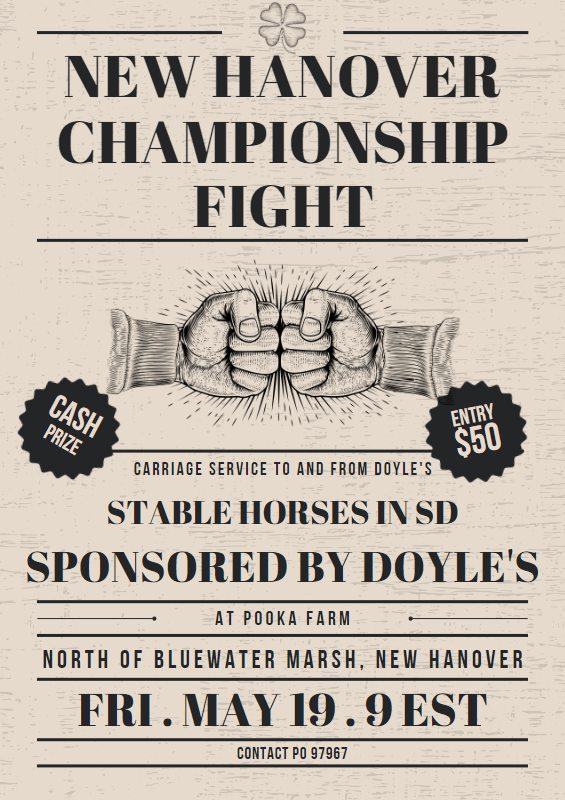 NEW HANOVER
CHAMPIONSHIP
FIGHT
CASH
PRIZE
ENTRY
$50
CARRIAGE SERVICE TO AND FROM DOYLE'S
STABLE HORSES IN SD
SPONSORED BY DOYLE'S
AT POOKA FARM
NORTH OF BLUEWATER MARSH, NEW HANOVER
FRI . MAY 19 . 9 EST
CONTACT PO 97967